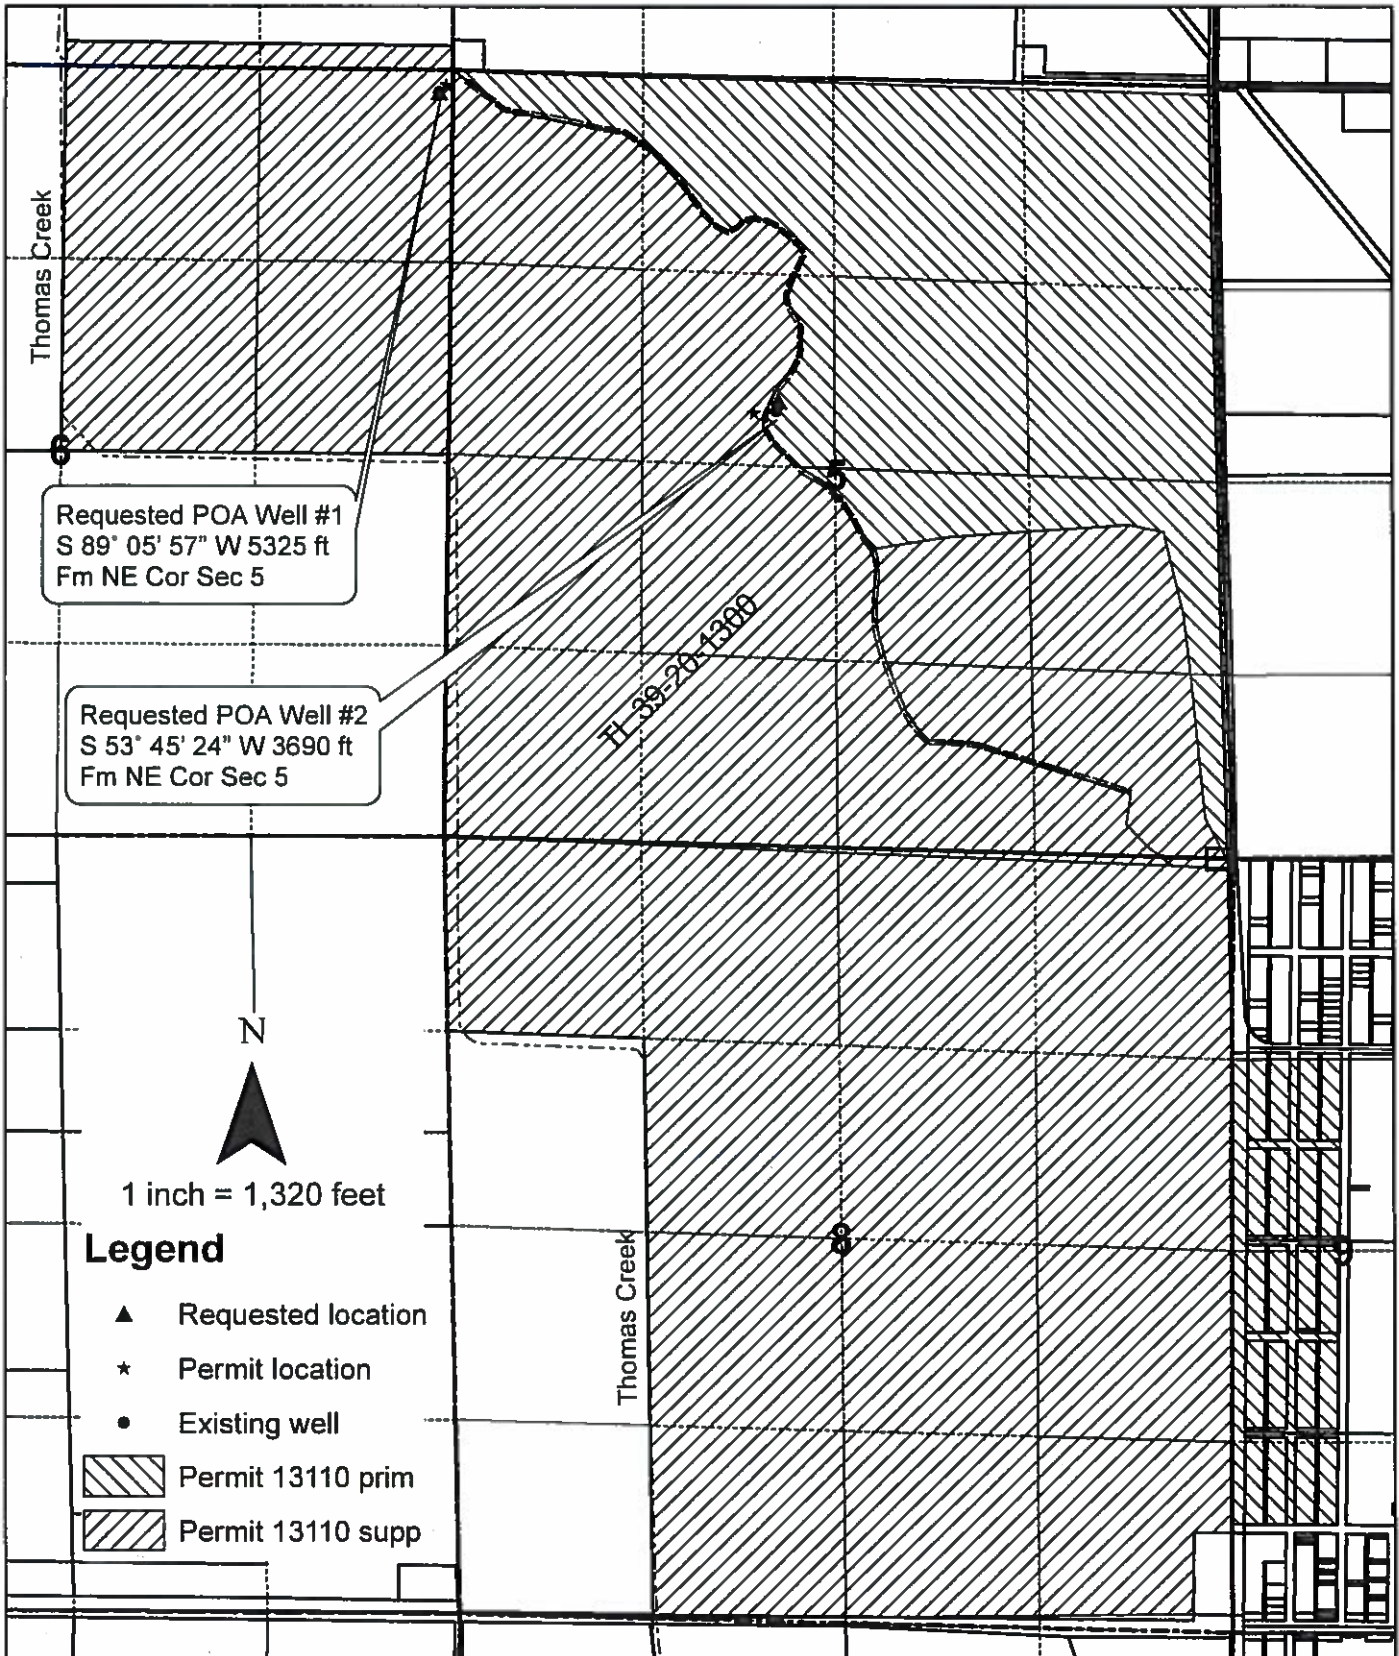 Thomas Creek
6
5
Requested POA Well #1
S 89° 05' 57" W 5325 ft
Fm NE Cor Sec 5
TL 39-20-1300
Requested POA Well #2
S 53° 45' 24" W 3690 ft
Fm NE Cor Sec 5
N
1 inch = 1,320 feet
Legend
Requested location
Permit location
Existing well
Permit 13110 prim
Permit 13110 supp
Thomas Creek
8
9